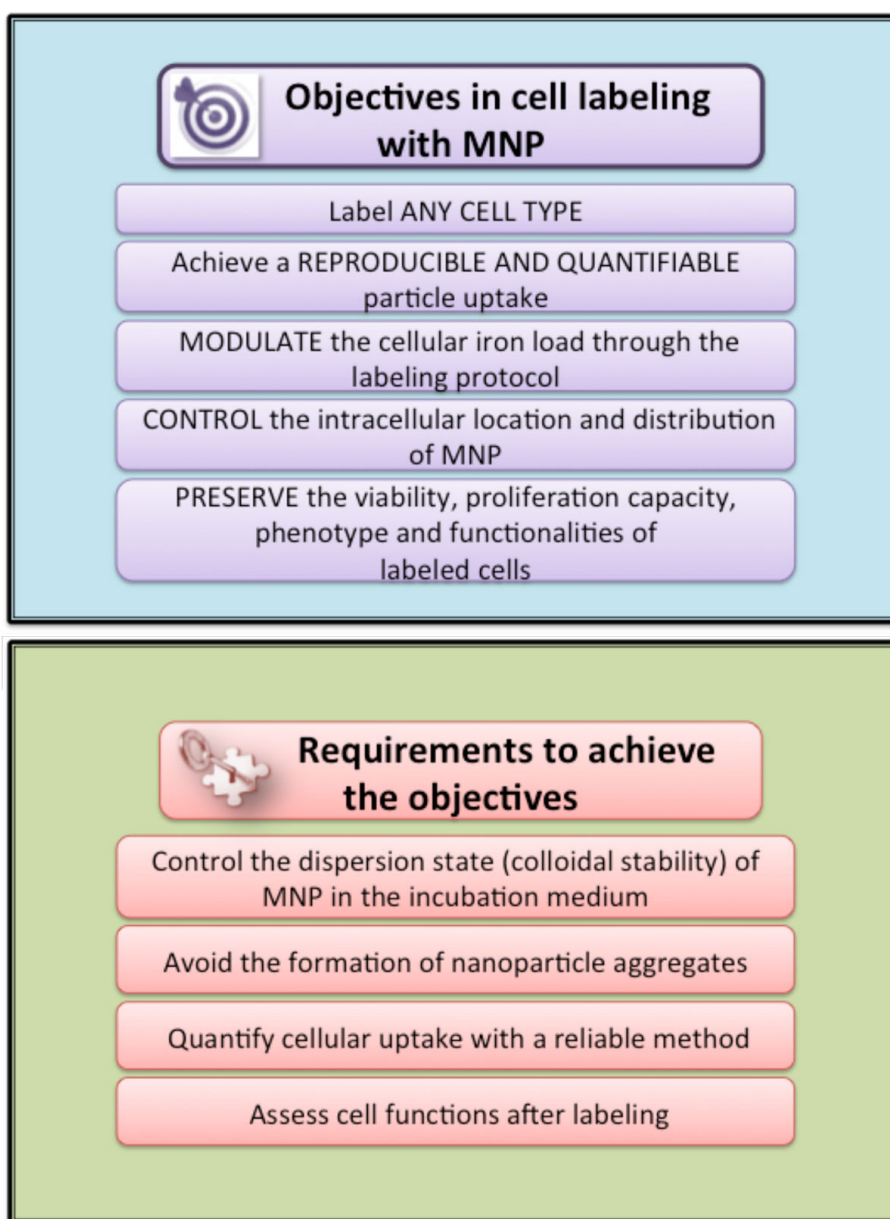 Objectives in cell labeling
with MNP
Label ANY CELL TYPE
Achieve a REPRODUCIBLE AND QUANTIFIABLE
particle uptake
MODULATE the cellular iron load through the
labeling protocol
CONTROL the intracellular location and distribution
of MNP
PRESERVE the viability, proliferation capacity,
phenotype and functionalities of
labeled cells
Requirements to achieve
the objectives
Control the dispersion state (colloidal stability) of
MNP in the incubation medium
Avoid the formation of nanoparticle aggregates
Quantify cellular uptake with a reliable method
Assess cell functions after labeling